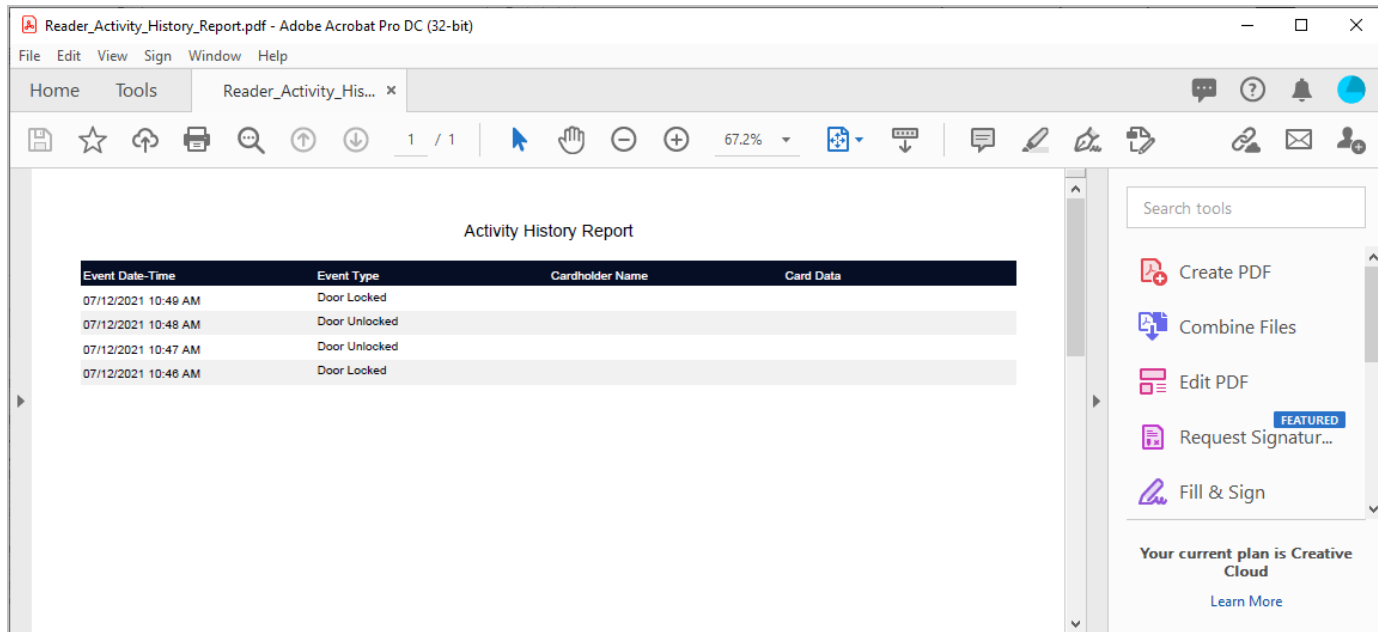 Reader_Activity_History_Report.pdf - Adobe Acrobat Pro DC (32-bit)
File Edit View Sign Window Help
Home Tools Reader_Activity_His... ×
1 / 1 67.2%
Search tools
Activity History Report
Event Date-Time Event Type Cardholder Name Card Data
07/12/2021 10:49 AM Door Locked
07/12/2021 10:48 AM Door Unlocked
07/12/2021 10:47 AM Door Unlocked
07/12/2021 10:46 AM Door Locked
Create PDF
Combine Files
Edit PDF
FEATURED
Request Signatur...
Fill & Sign
Your current plan is Creative
Cloud
Learn More